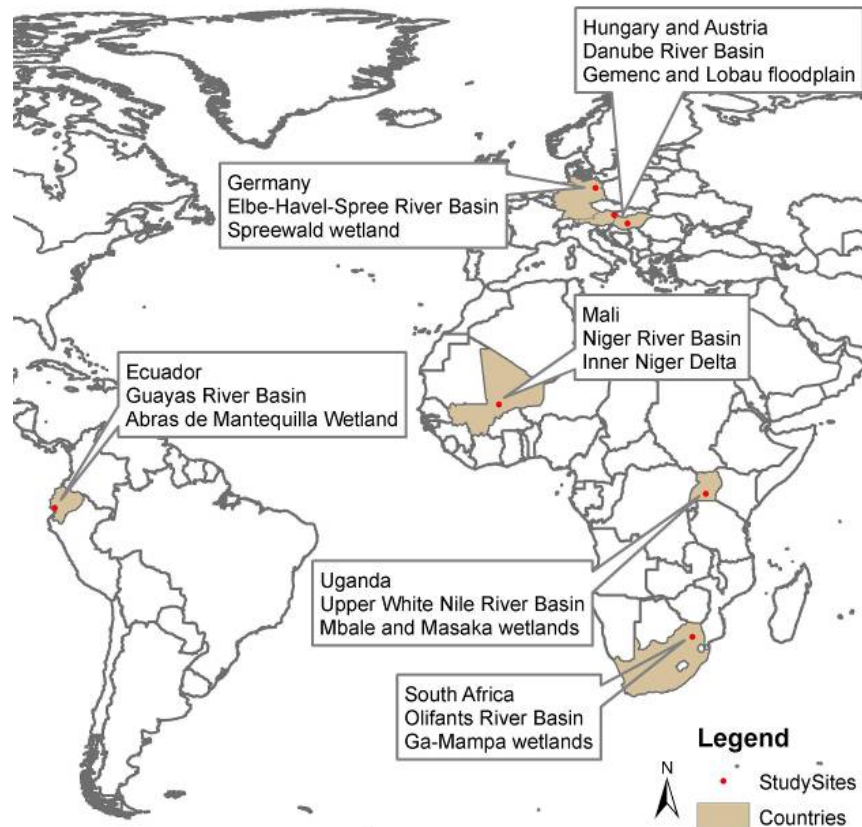 Hungary and Austria
Danube River Basin
Gemenc and Lobau floodplain
Germany
Elbe-Havel-Spree River Basin
Spreewald wetland
Mali
Niger River Basin
Inner Niger Delta
Ecuador
Guayas River Basin
Abras de Mantequilla Wetland
Uganda
Upper White Nile River Basin
Mbale and Masaka wetlands
South Africa
Olifants River Basin
Ga-Mampa wetlands
Legend
N
StudySites
Countries